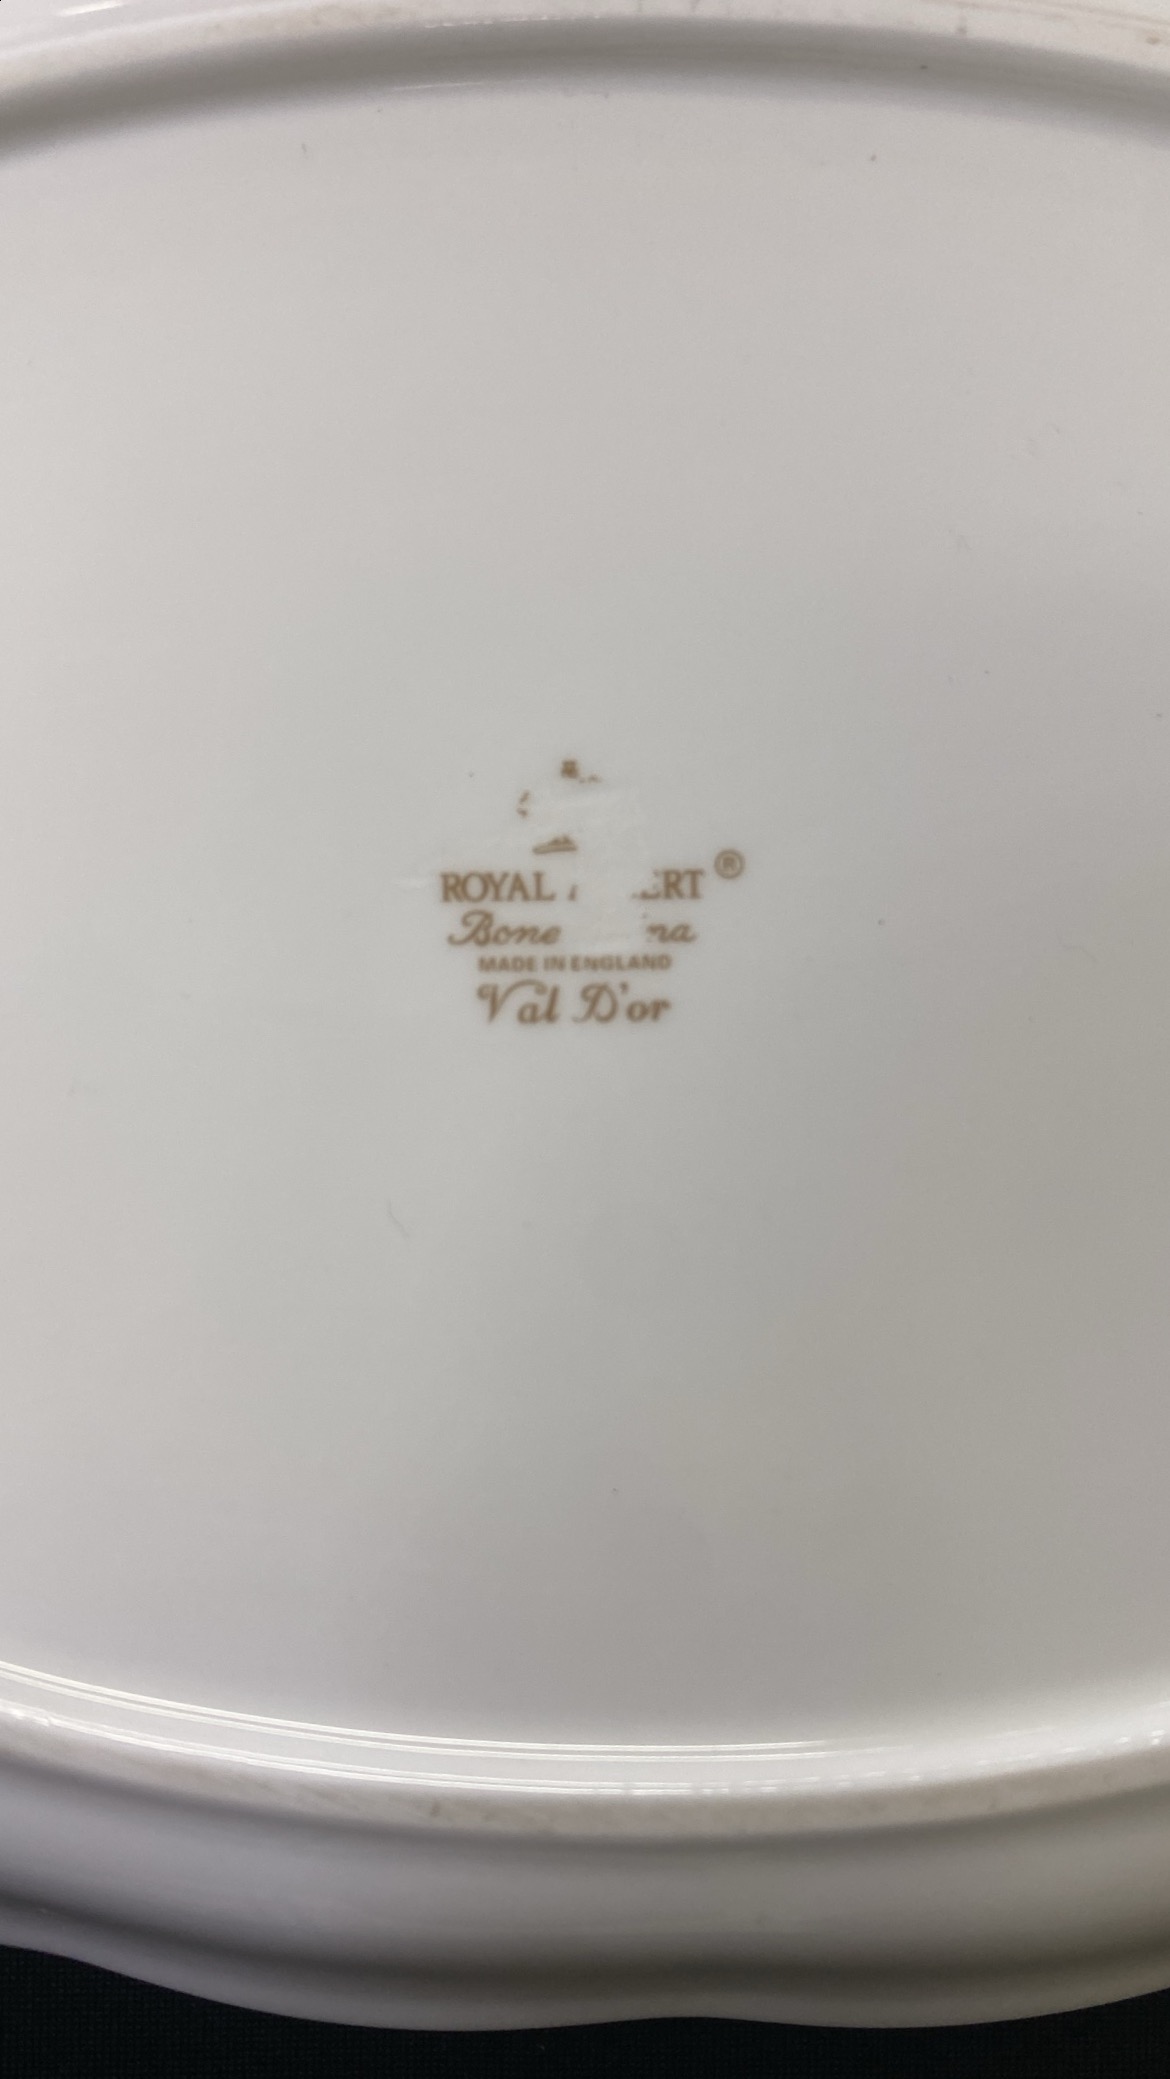 ROYAL ERT ®
Bone na
MADE IN ENGLAND
Val D'or